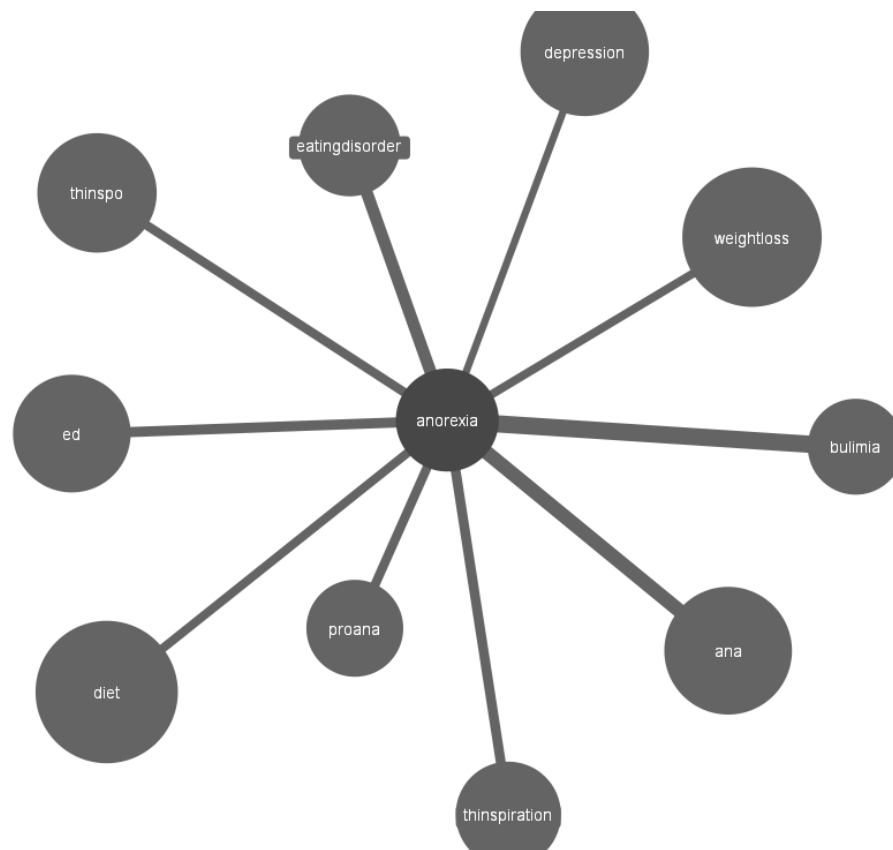 depression
eatingdisorder
thinspo
weightloss
anorexia
ed
bulimia
proana
ana
diet
thinspiration